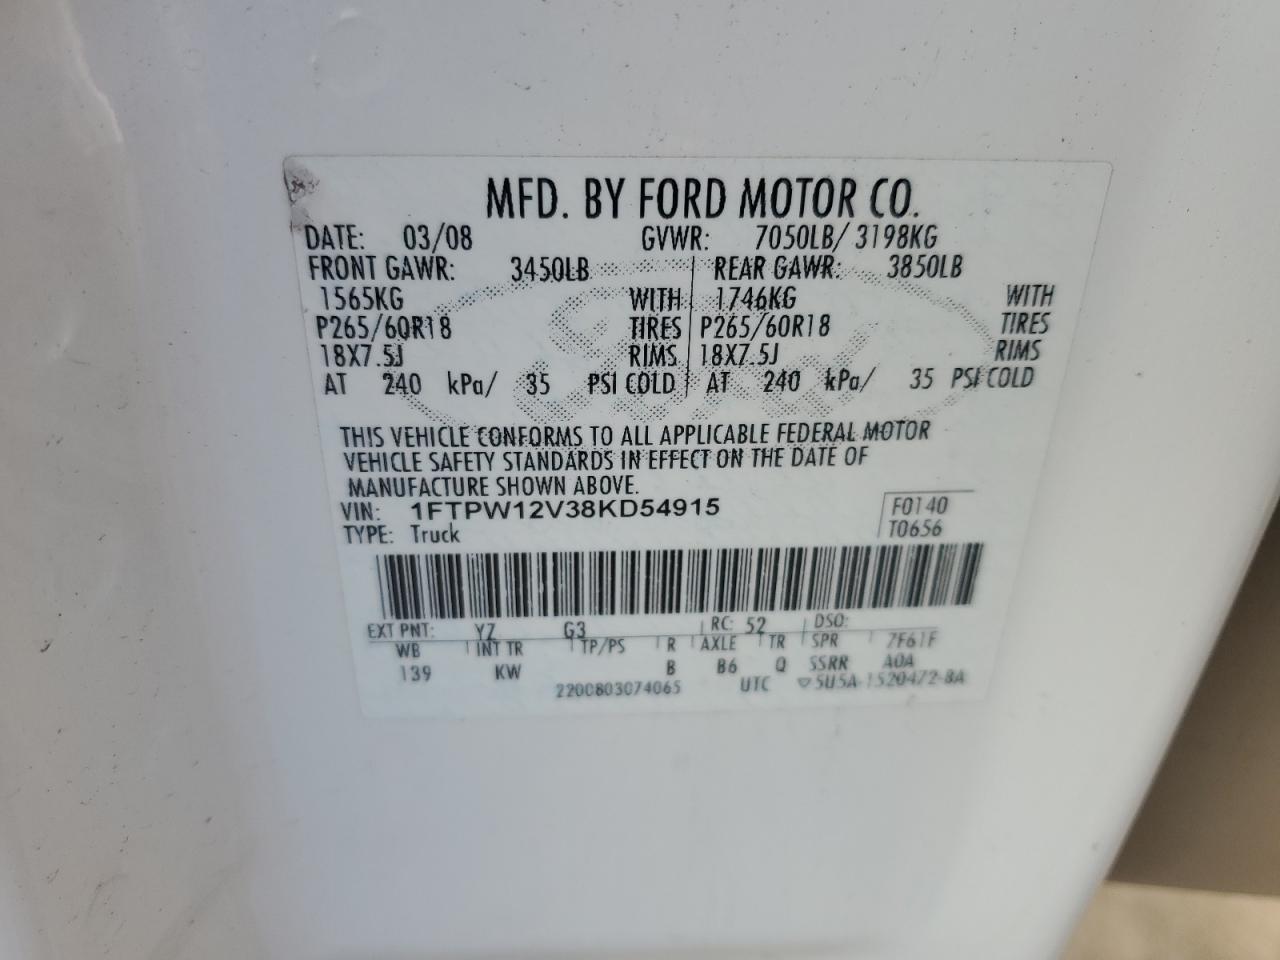 MFD. BY FORD MOTOR CO.
DATE: 03/08 GVWR: 7050LB/ 3198KG
FRONT GAWR: 3450LB REAR GAWR: 3850LB
1565KG WITH 1746KG WITH
P265/60R18 TIRES P265/60R18 TIRES
18X7.5J RIMS 18X7.5J RIMS
AT 240 kPa/ 35 PSI COLD AT 240 kPa/ 35 PSI COLD
THIS VEHICLE CONFORMS TO ALL APPLICABLE FEDERAL MOTOR
VEHICLE SAFETY STANDARDS IN EFFECT ON THE DATE OF
MANUFACTURE SHOWN ABOVE.
VIN: 1FTPW12V38KD54915 F0140
TYPE: Truck T0656
EXT PNT: YZ G3 RC: 52 DSO:
WB INT TR TP/PS R AXLE TR SPR 7F61F
139 KW B B6 Q SSRR A0A
2200803074065 UTC ▽5U5A-1520472-BA